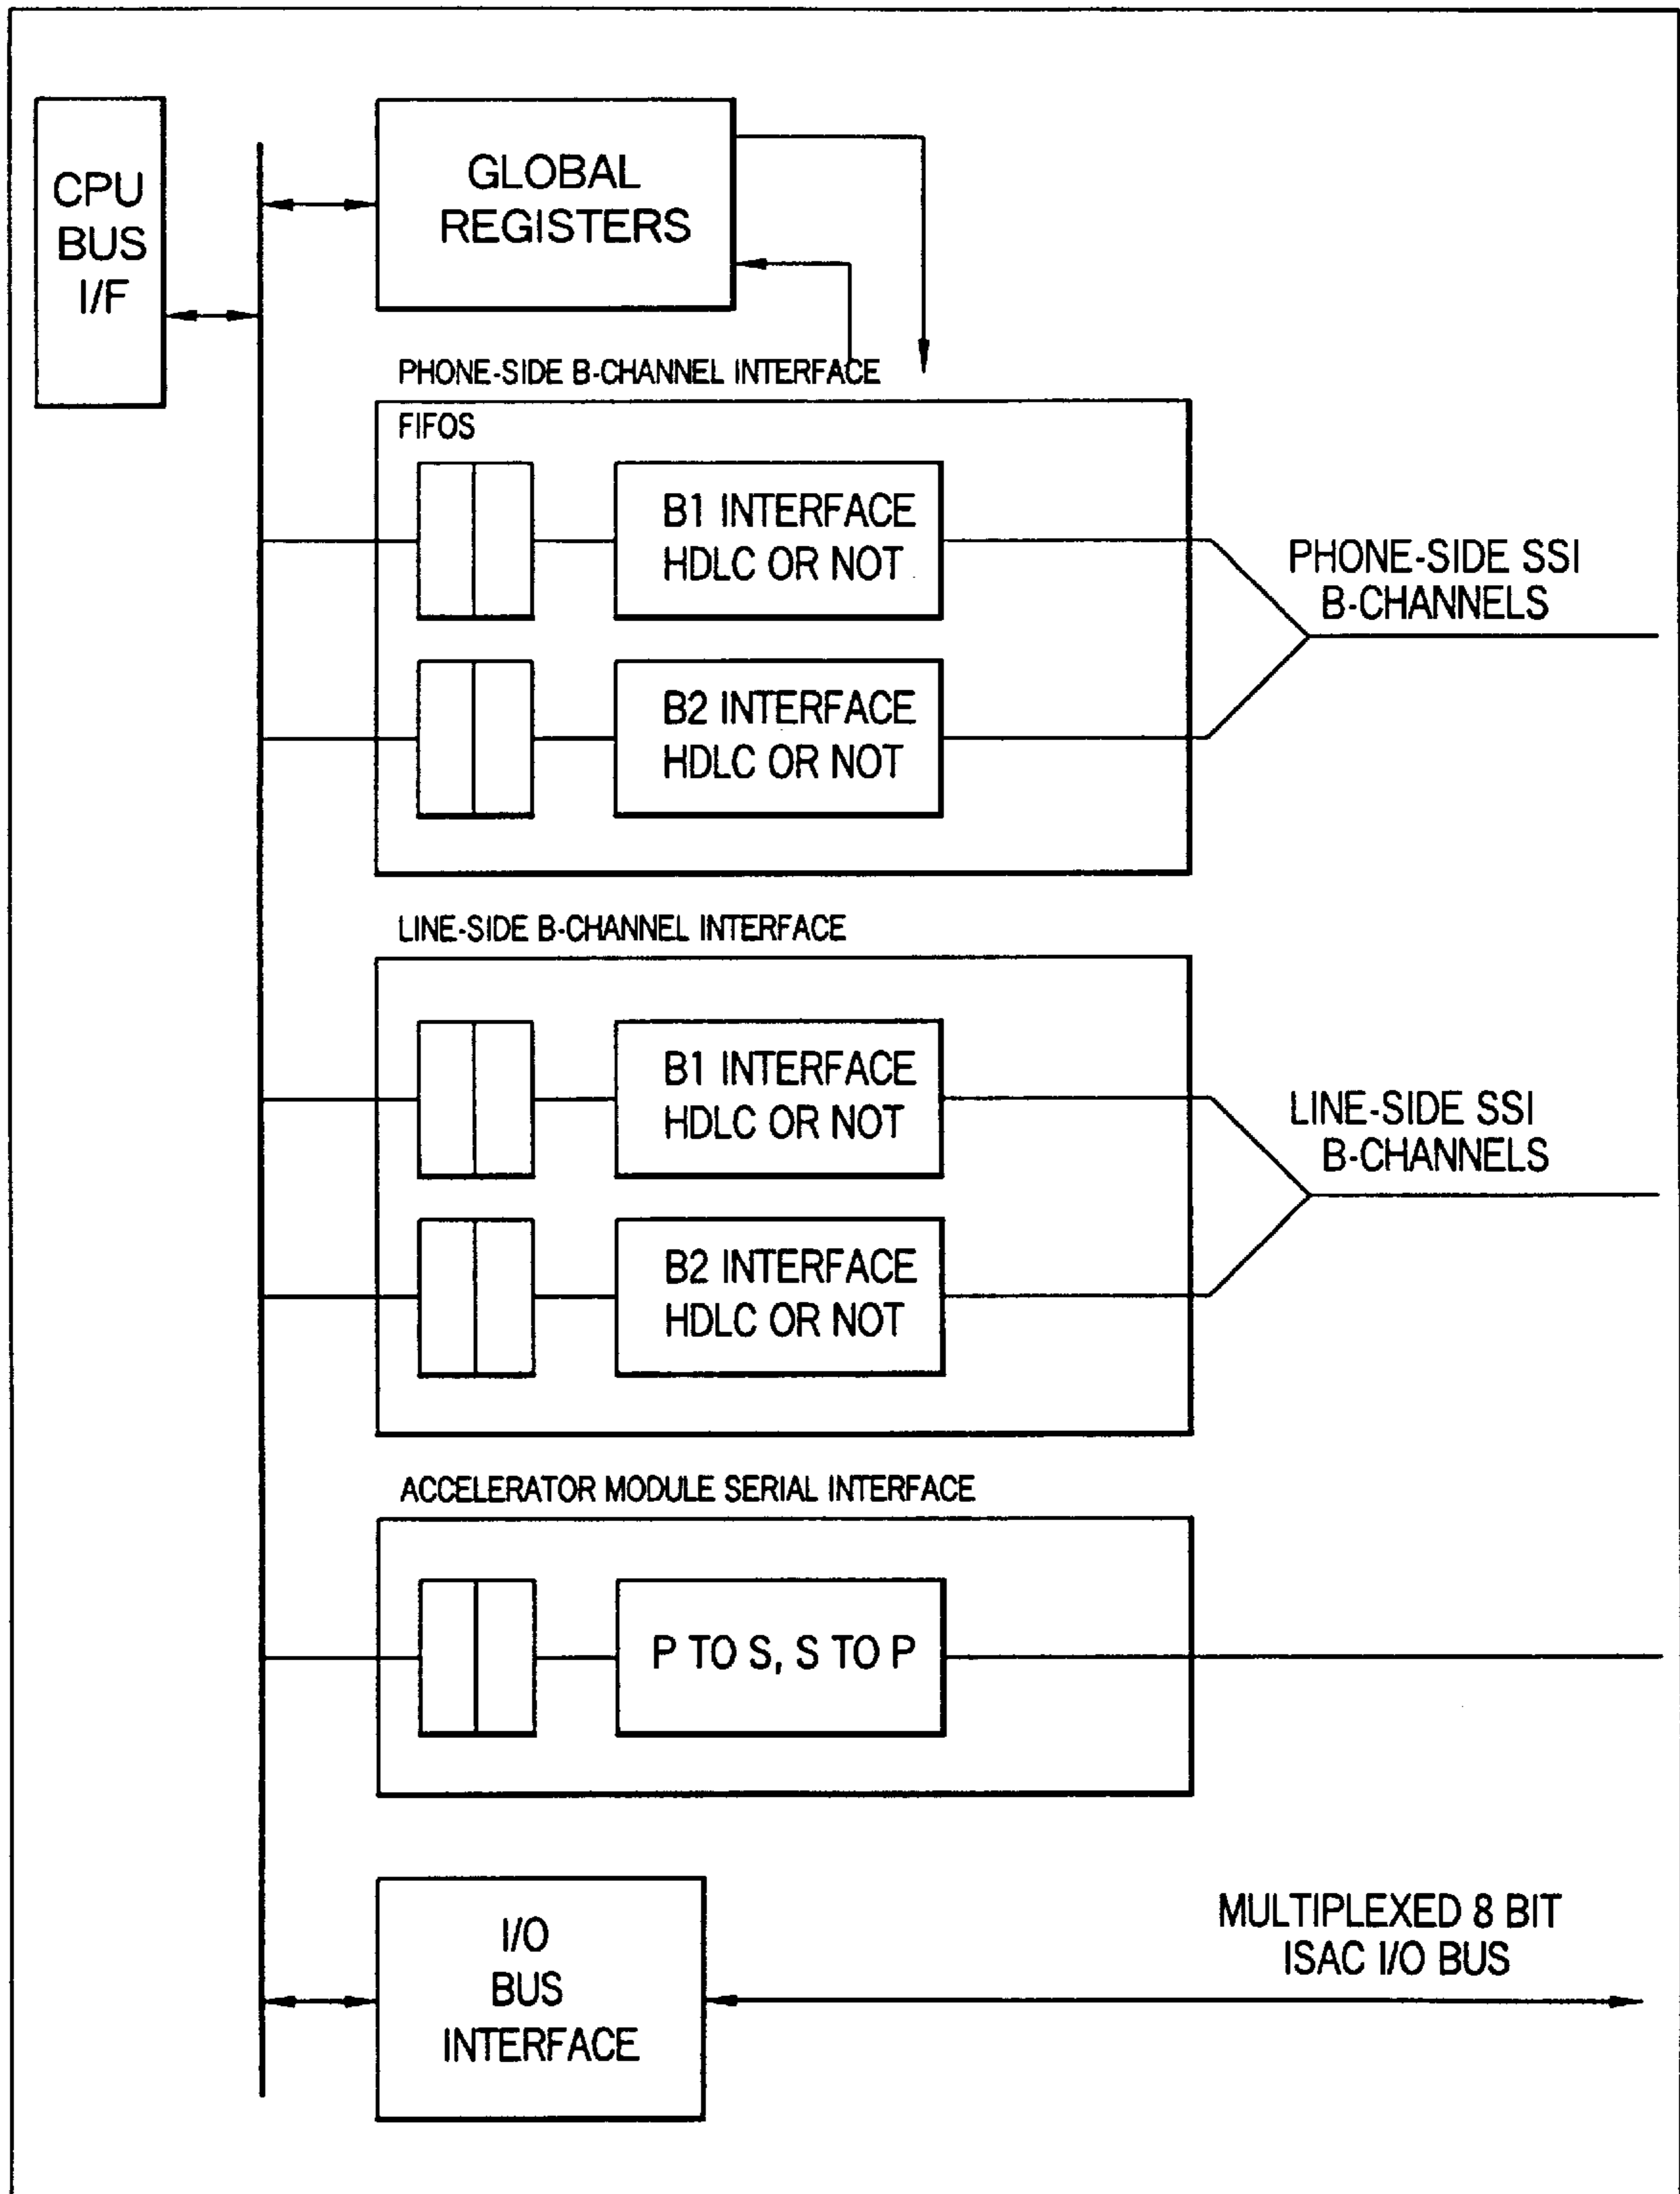 CPU
BUS
I/F
GLOBAL
REGISTERS
PHONE-SIDE B-CHANNEL INTERFACE
FIFOS
B1 INTERFACE
HDLC OR NOT
B2 INTERFACE
HDLC OR NOT
PHONE-SIDE SSI
B-CHANNELS
LINE-SIDE B-CHANNEL INTERFACE
B1 INTERFACE
HDLC OR NOT
B2 INTERFACE
HDLC OR NOT
LINE-SIDE SSI
B-CHANNELS
ACCELERATOR MODULE SERIAL INTERFACE
P TO S, S TO P
I/O
BUS
INTERFACE
MULTIPLEXED 8 BIT
ISAC I/O BUS